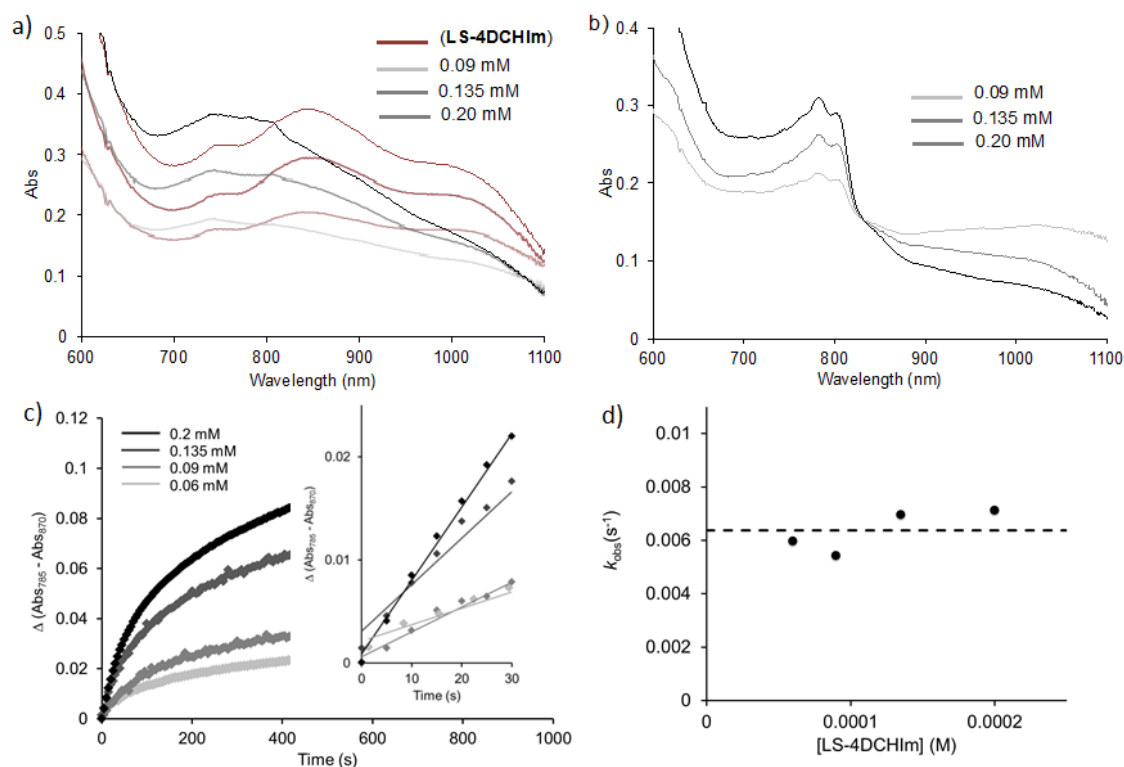 a)
0.5
0.4
0.3
0.2
0.1
0
Abs
600
700
800
900
1000
1100
Wavelength (nm)
(LS-4DCHIm)
0.09 mM
0.135 mM
0.20 mM
b)
0.4
0.3
0.2
0.1
0
Abs
600
700
800
900
1000
1100
Wavelength (nm)
0.09 mM
0.135 mM
0.20 mM
c)
0.12
0.1
0.08
0.06
0.04
0.02
0
Δ (Abs785 - Abs870)
0
200
400
600
800
1000
Time (s)
0.2 mM
0.135 mM
0.09 mM
0.06 mM
0.02
0.01
0
Δ (Abs785 - Abs870)
0
10
20
30
Time (s)
d)
0.01
0.008
0.006
0.004
0.002
0
kobs(s-1)
0
0.0001
0.0002
[LS-4DCHIm] (M)